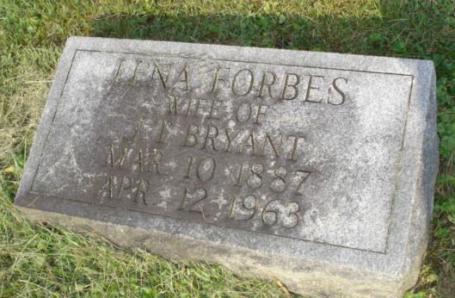 LENA FORBES
WIFE OF
J T BRYANT
MAR 10 1887
APR 12 1963